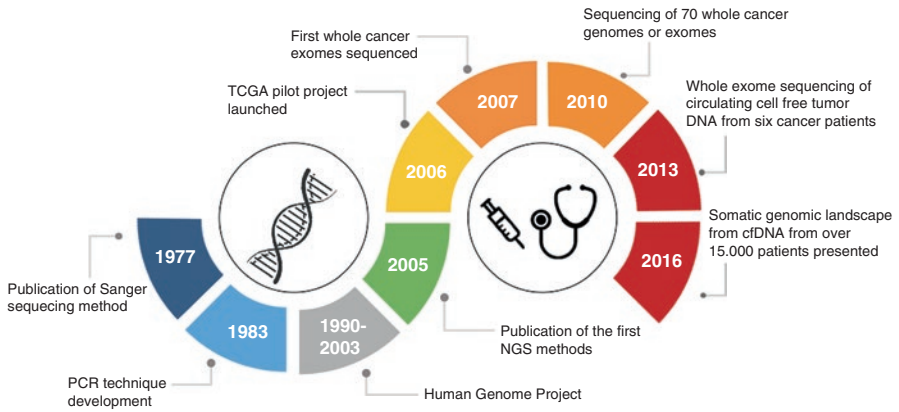 1977
Publication of Sanger
sequecing method
1983
PCR technique
development
1990-
2003
Human Genome Project
2005
Publication of the first
NGS methods
2006
TCGA pilot project
launched
2007
First whole cancer
exomes sequenced
2010
Sequencing of 70 whole cancer
genomes or exomes
2013
Whole exome sequencing of
circulating cell free tumor
DNA from six cancer patients
2016
Somatic genomic landscape
from cfDNA from over
15.000 patients presented